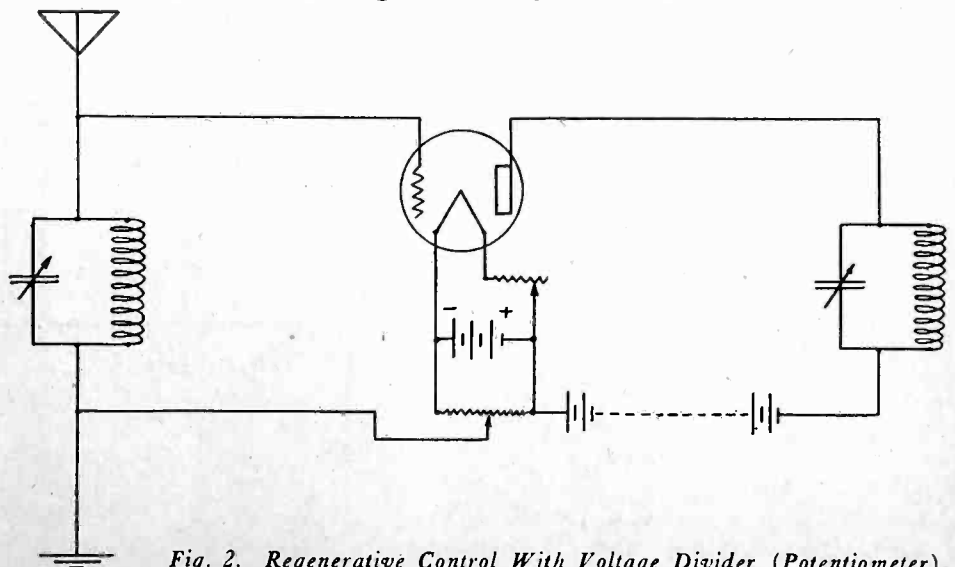 - +
Fig. 2. Regenerative Control With Voltage Divider (Potentiometer)